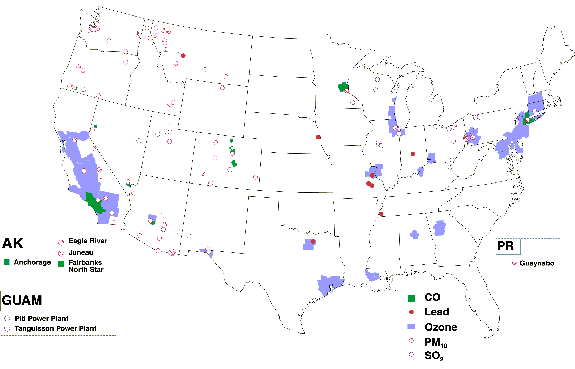 AK
Eagle River
Juneau
Anchorage
Fairbanks
North Star
GUAM
Piti Power Plant
Tanguisson Power Plant
PR
Guaynabo
CO
Lead
Ozone
PM10
SO2